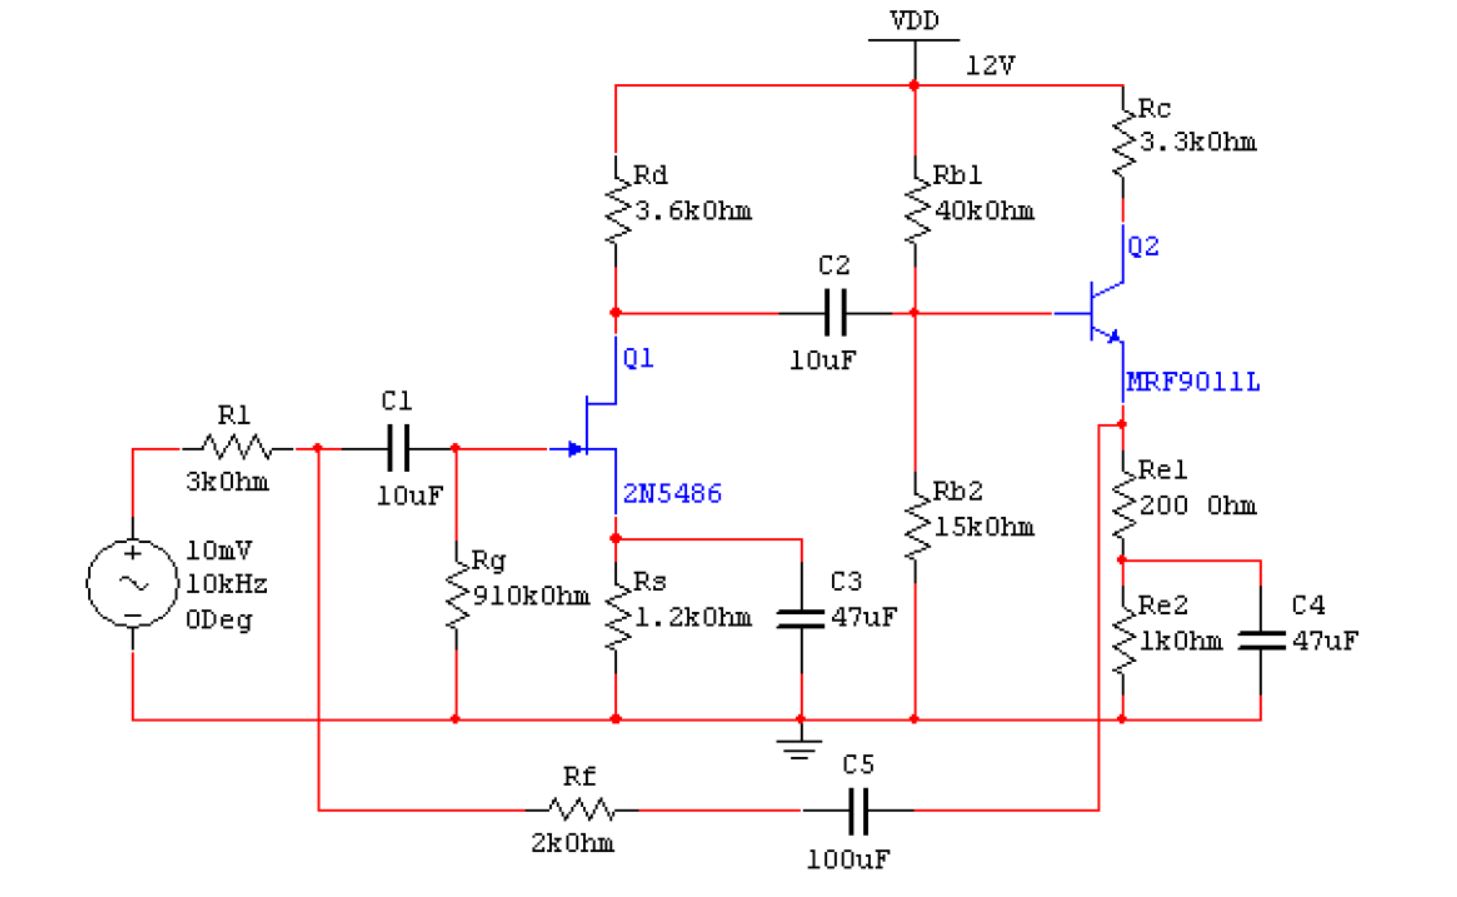 VDD
12V
Rc
3.3kOhm
Rd
3.6kOhm
Rb1
40kOhm
Q2
C2
10uF
Q1
MRF9011L
R1
3kOhm
C1
10uF
2N5486
Re1
200 Ohm
Rb2
15kOhm
10mV
10kHz
0Deg
Rg
910kOhm
Rs
1.2kOhm
C3
47uF
Re2
1kOhm
C4
47uF
Rf
2kOhm
C5
100uF